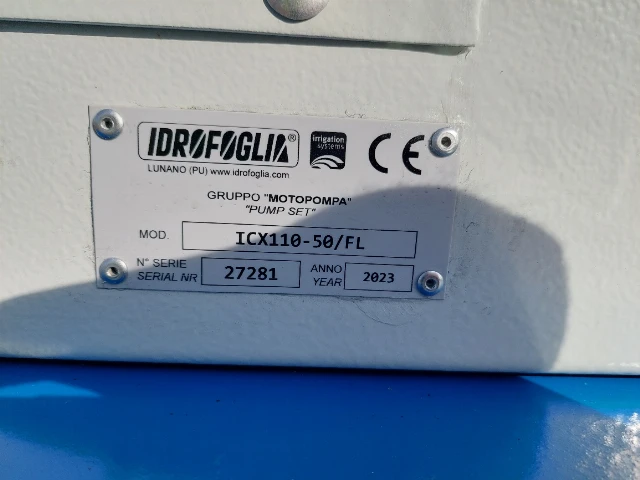 IDROFOGLIA®
irrigation
systems
CE
LUNANO (PU) www.idrofoglia.com
GRUPPO "MOTOPOMPA"
"PUMP SET"
MOD. ICX110-50/FL
N° SERIE
SERIAL NR 27281
ANNO
YEAR 2023